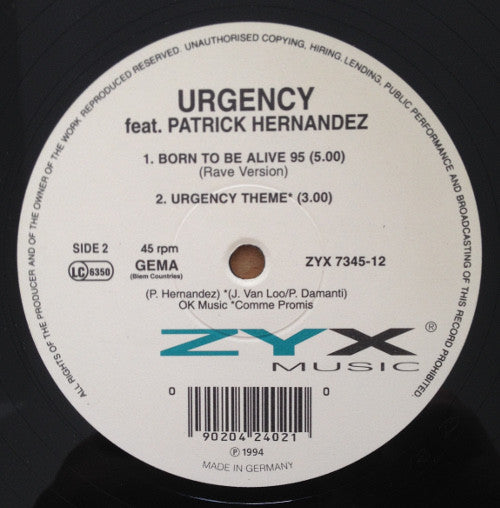 ALL RIGHTS OF THE PRODUCER AND OF THE OWNER OF THE WORK REPRODUCED RESERVED. UNAUTHORISED COPYING, HIRING, LENDING, PUBLIC PERFORMANCE AND BROADCASTING OF THIS RECORD PROHIBITED
URGENCY
feat. PATRICK HERNANDEZ
1. BORN TO BE ALIVE 95 (5.00)
(Rave Version)
2. URGENCY THEME* (3.00)
SIDE 2 45 rpm
LC 6350 GEMA ZYX 7345-12
(Biem Countries)
(P. Hernandez) *(J. Van Loo/P. Damanti)
OK Music *Comme Promis
ZYX ®
MUSIC
0 0
90204 24021
Ⓟ 1994
MADE IN GERMANY